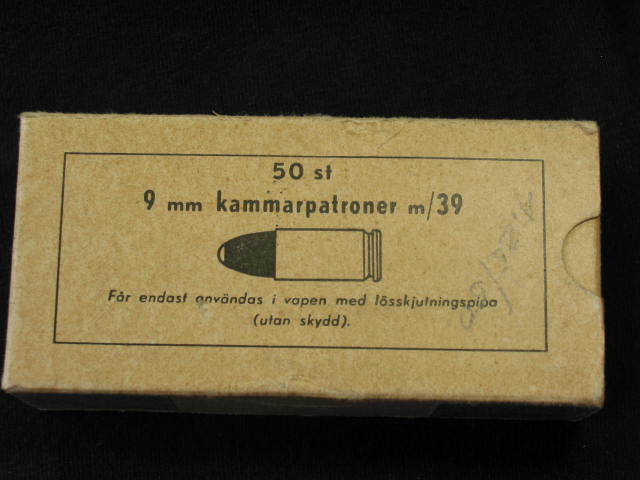 50 st
9 mm kammarpatroner m/39
Får endast användas i vapen med lösskjutningspipa
(utan skydd).